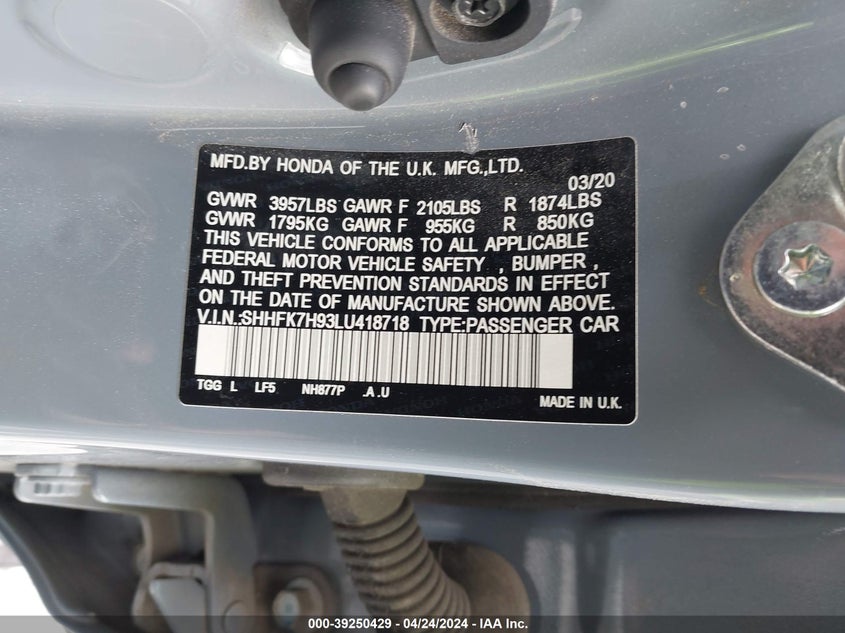 MFD.BY HONDA OF THE U.K. MFG.,LTD.
03/20
GVWR 3957LBS GAWR F 2105LBS R 1874LBS
GVWR 1795KG GAWR F 955KG R 850KG
THIS VEHICLE CONFORMS TO ALL APPLICABLE
FEDERAL MOTOR VEHICLE SAFETY , BUMPER ,
AND THEFT PREVENTION STANDARDS IN EFFECT
ON THE DATE OF MANUFACTURE SHOWN ABOVE.
V.I.N.:SHHFK7H93LU418718 TYPE:PASSENGER CAR
TGG L LF5 NH877P .A .U
MADE IN U.K.
000-39250429 - 04/24/2024 - IAA Inc.